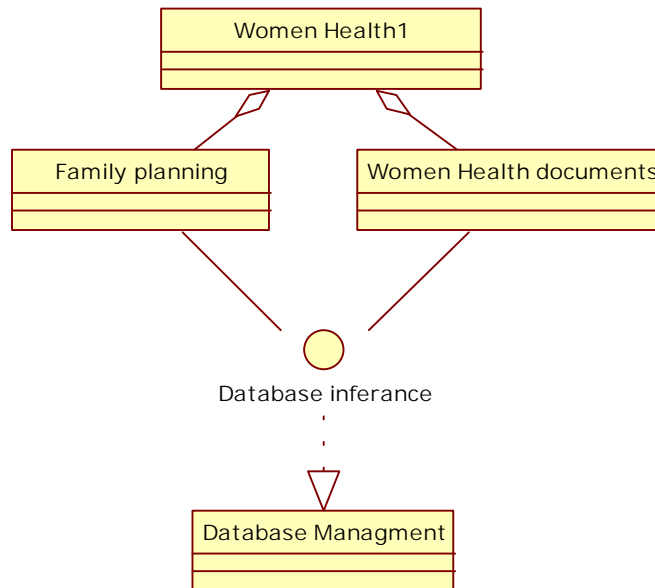 Women Health1
Family planning
Women Health documents
Database inferance
Database Managment